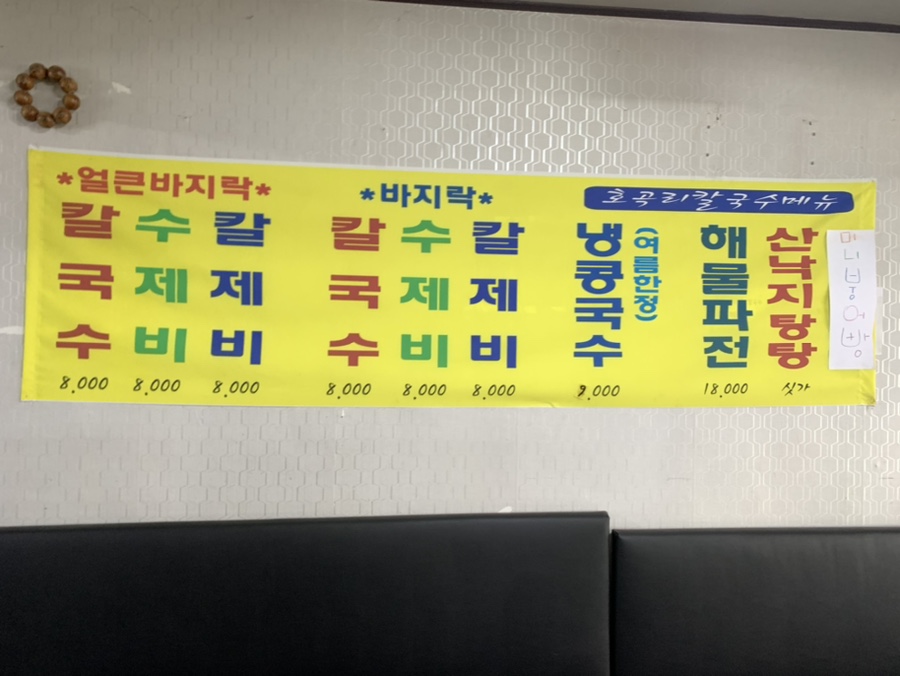 *얼큰바지락*
칼국수 8,000
수제비 8,000
칼제비 8,000
*바지락*
칼국수 8,000
수제비 8,000
칼제비 8,000
호곡리칼국수메뉴
냉콩국수 (여름한정) 9,000
해물파전 18,000
산낙지탕탕 싯가
미니붕어빵